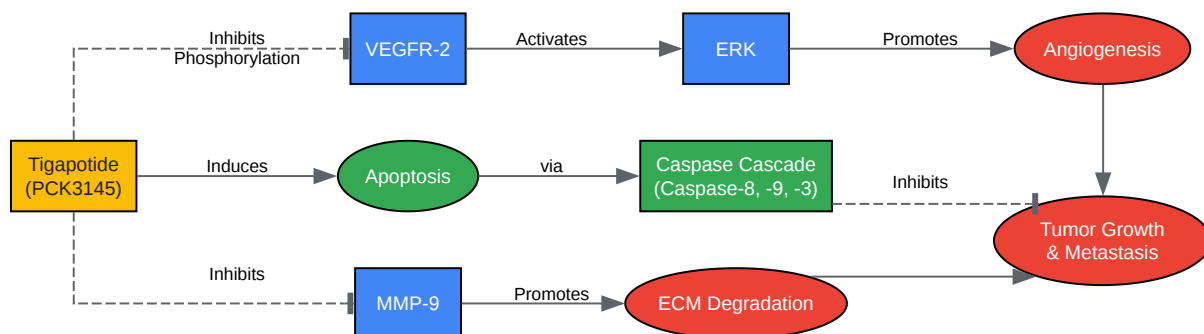 Inhibits
Phosphorylation
VEGFR-2
Activates
ERK
Promotes
Angiogenesis
Tigapotide
(PCK3145)
Induces
Apoptosis
via
Caspase Cascade
(Caspase-8, -9, -3)
Inhibits
Tumor Growth
& Metastasis
Inhibits
MMP-9
Promotes
ECM Degradation